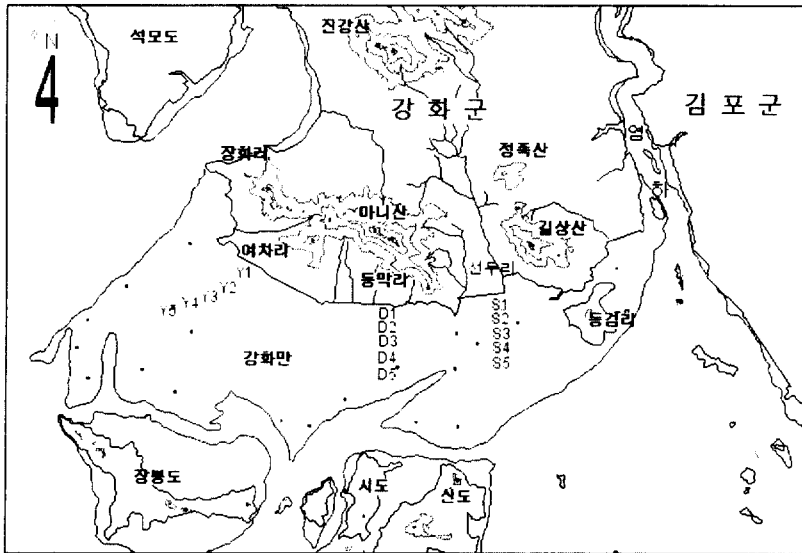 N
석모도
진강산
강화군
김포군
염
하
장화리
정족산
마니산
길상산
여차리
동막리
선두리
동검리
Y1
Y2
Y3
Y4
Y5
D1
D2
D3
D4
D5
S1
S2
S3
S4
S5
강화만
장봉도
시도
신도